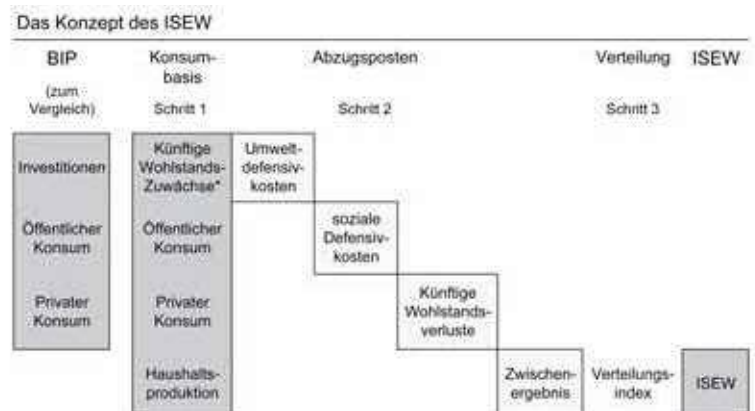 Das Konzept des ISEW
BIP
(zum
Vergleich)
Konsum-
basis
Schritt 1
Abzugsposten
Schritt 2
Verteilung
Schritt 3
ISEW
Investitionen
Öffentlicher
Konsum
Privater
Konsum
Künftige
Wohlstands-
Zuwächse*
Öffentlicher
Konsum
Privater
Konsum
Haushalts-
produktion
Umwelt-
defensiv-
kosten
soziale
Defensiv-
kosten
Künftige
Wohlstands-
verluste
Zwischen-
ergebnis
Verteilungs-
index
ISEW